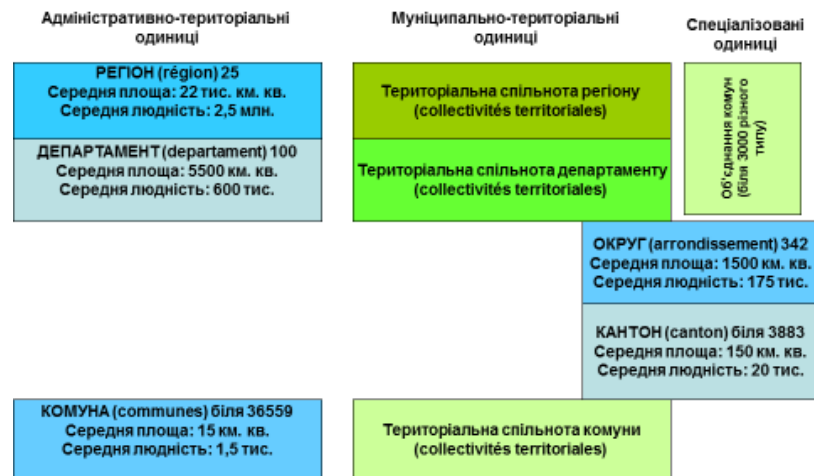 Адміністративно-територіальні
одиниці
Муніципально-територіальні
одиниці
Спеціалізовані
одиниці
РЕГІОН (région) 25
Середня площа: 22 тис. км. кв.
Середня людність: 2,5 млн.
Територіальна спільнота регіону
(collectivités territoriales)
Об'єднання комун
(біля 3000 різного
типу)
ДЕПАРТАМЕНТ (departament) 100
Середня площа: 5500 км. кв.
Середня людність: 600 тис.
Територіальна спільнота департаменту
(collectivités territoriales)
ОКРУГ (arrondissement) 342
Середня площа: 1500 км. кв.
Середня людність: 175 тис.
КАНТОН (canton) біля 3883
Середня площа: 150 км. кв.
Середня людність: 20 тис.
КОМУНА (communes) біля 36559
Середня площа: 15 км. кв.
Середня людність: 1,5 тис.
Територіальна спільнота комуни
(collectivités territoriales)